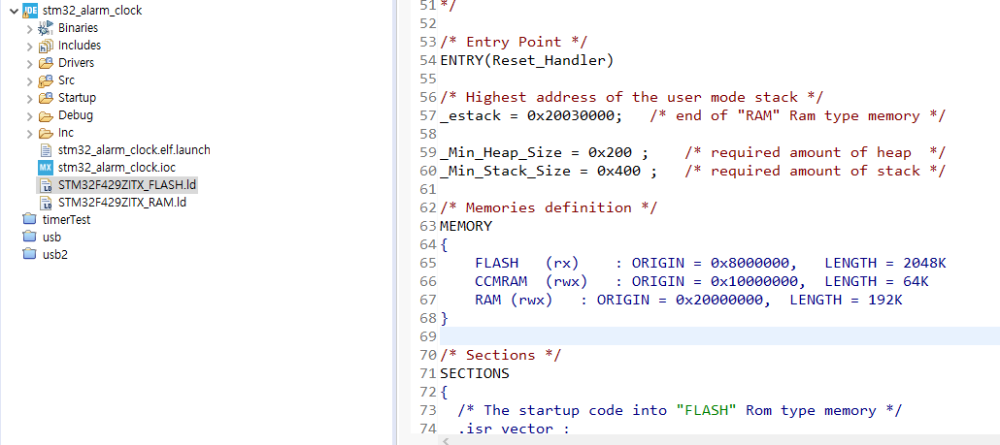 stm32_alarm_clock
Binaries
Includes
Drivers
Src
Startup
Debug
Inc
stm32_alarm_clock.elf.launch
stm32_alarm_clock.ioc
STM32F429ZITX_FLASH.ld
STM32F429ZITX_RAM.ld
timerTest
usb
usb2
51 */
52
53 /* Entry Point */
54 ENTRY(Reset_Handler)
55
56 /* Highest address of the user mode stack */
57 _estack = 0x20030000;   /* end of "RAM" Ram type memory */
58
59 _Min_Heap_Size = 0x200 ;    /* required amount of heap  */
60 _Min_Stack_Size = 0x400 ;   /* required amount of stack */
61
62 /* Memories definition */
63 MEMORY
64 {
65     FLASH   (rx)    : ORIGIN = 0x8000000,   LENGTH = 2048K
66     CCMRAM  (rwx)   : ORIGIN = 0x10000000,  LENGTH = 64K
67     RAM (rwx)   : ORIGIN = 0x20000000,  LENGTH = 192K
68 }
69
70 /* Sections */
71 SECTIONS
72 {
73   /* The startup code into "FLASH" Rom type memory */
74   .isr_vector :